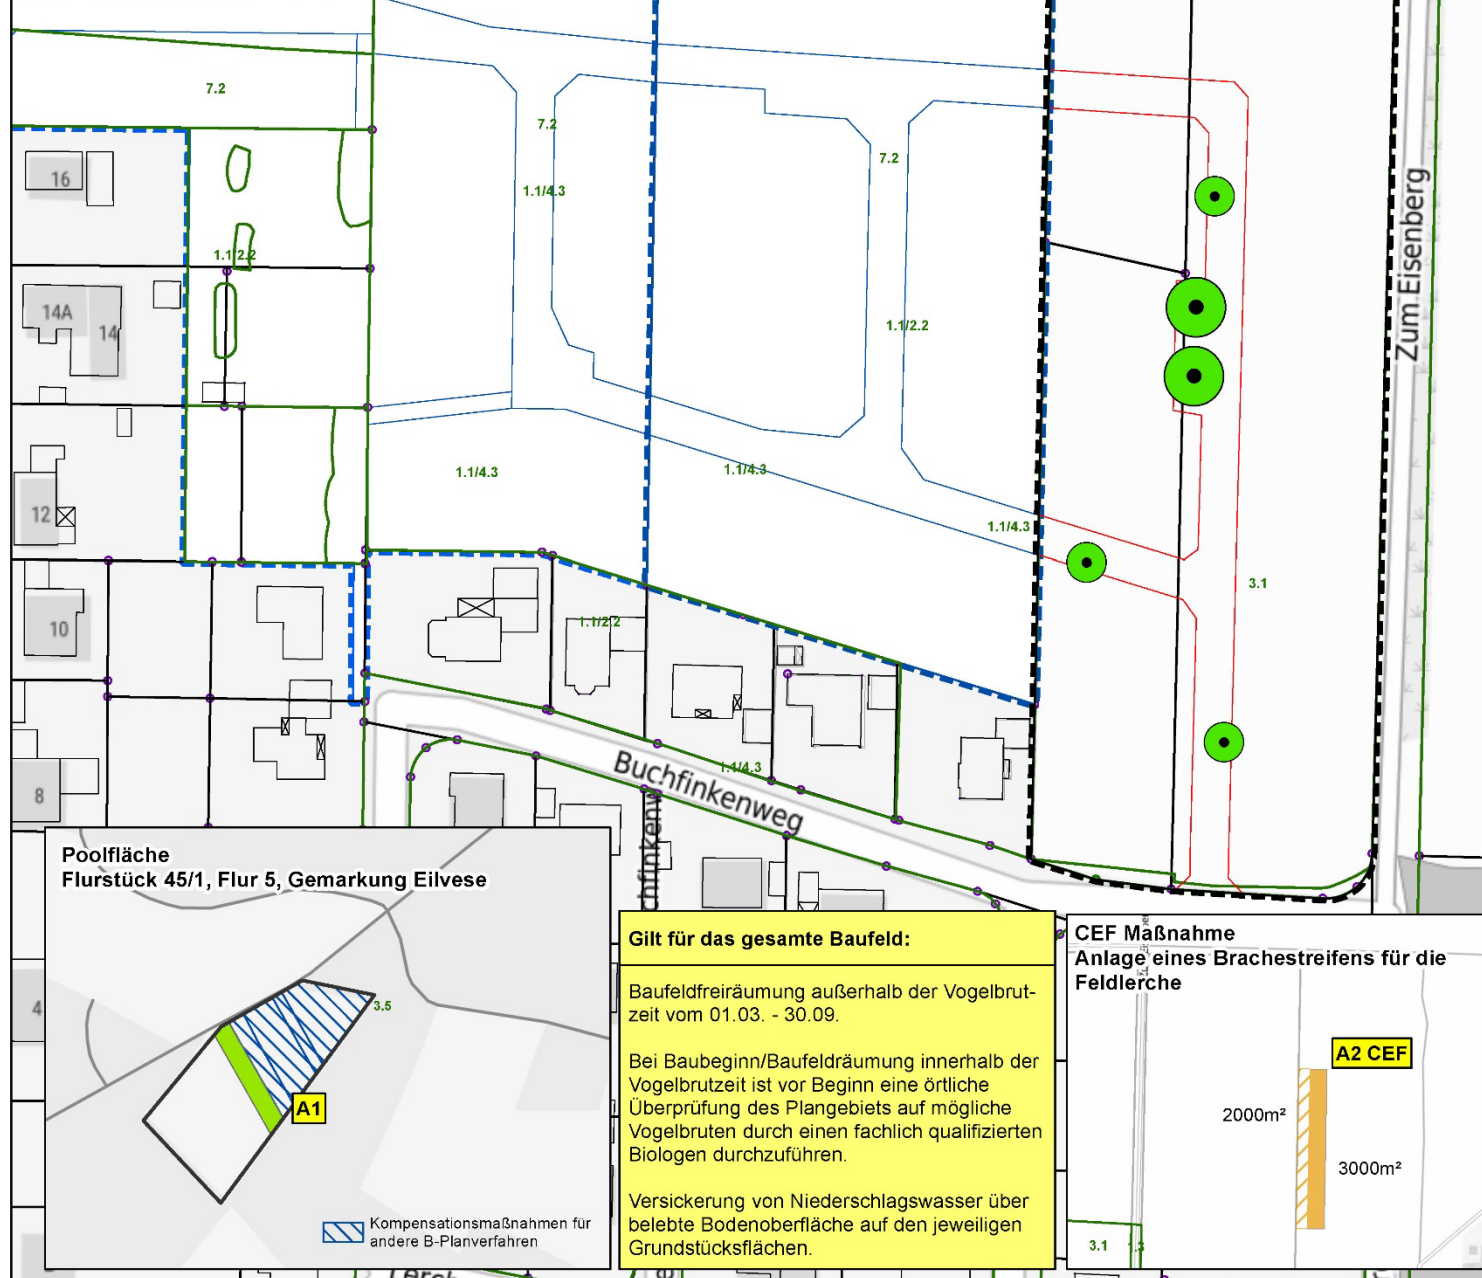 7.2
7.2
7.2
16
1.1/4.3
Zum Eisenberg
1.1/2.2
14A
14
1.1/2.2
1.1/4.3
1.1/4.3
12
1.1/4.3
3.1
10
1.1/2.2
1.1/4.3
Buchfinkenweg
8
chfinkenw
Poolfläche
Flurstück 45/1, Flur 5, Gemarkung Eilvese
4
3.5
A1
Kompensationsmaßnahmen für
andere B-Planverfahren
Gilt für das gesamte Baufeld:
Baufeldfreiräumung außerhalb der Vogelbrut-
zeit vom 01.03. - 30.09.
Bei Baubeginn/Baufeldräumung innerhalb der
Vogelbrutzeit ist vor Beginn eine örtliche
Überprüfung des Plangebiets auf mögliche
Vogelbruten durch einen fachlich qualifizierten
Biologen durchzuführen.
Versickerung von Niederschlagswasser über
belebte Bodenoberfläche auf den jeweiligen
Grundstücksflächen.
CEF Maßnahme
Anlage eines Brachestreifens für die
Feldlerche
A2 CEF
2000m²
3000m²
3.1